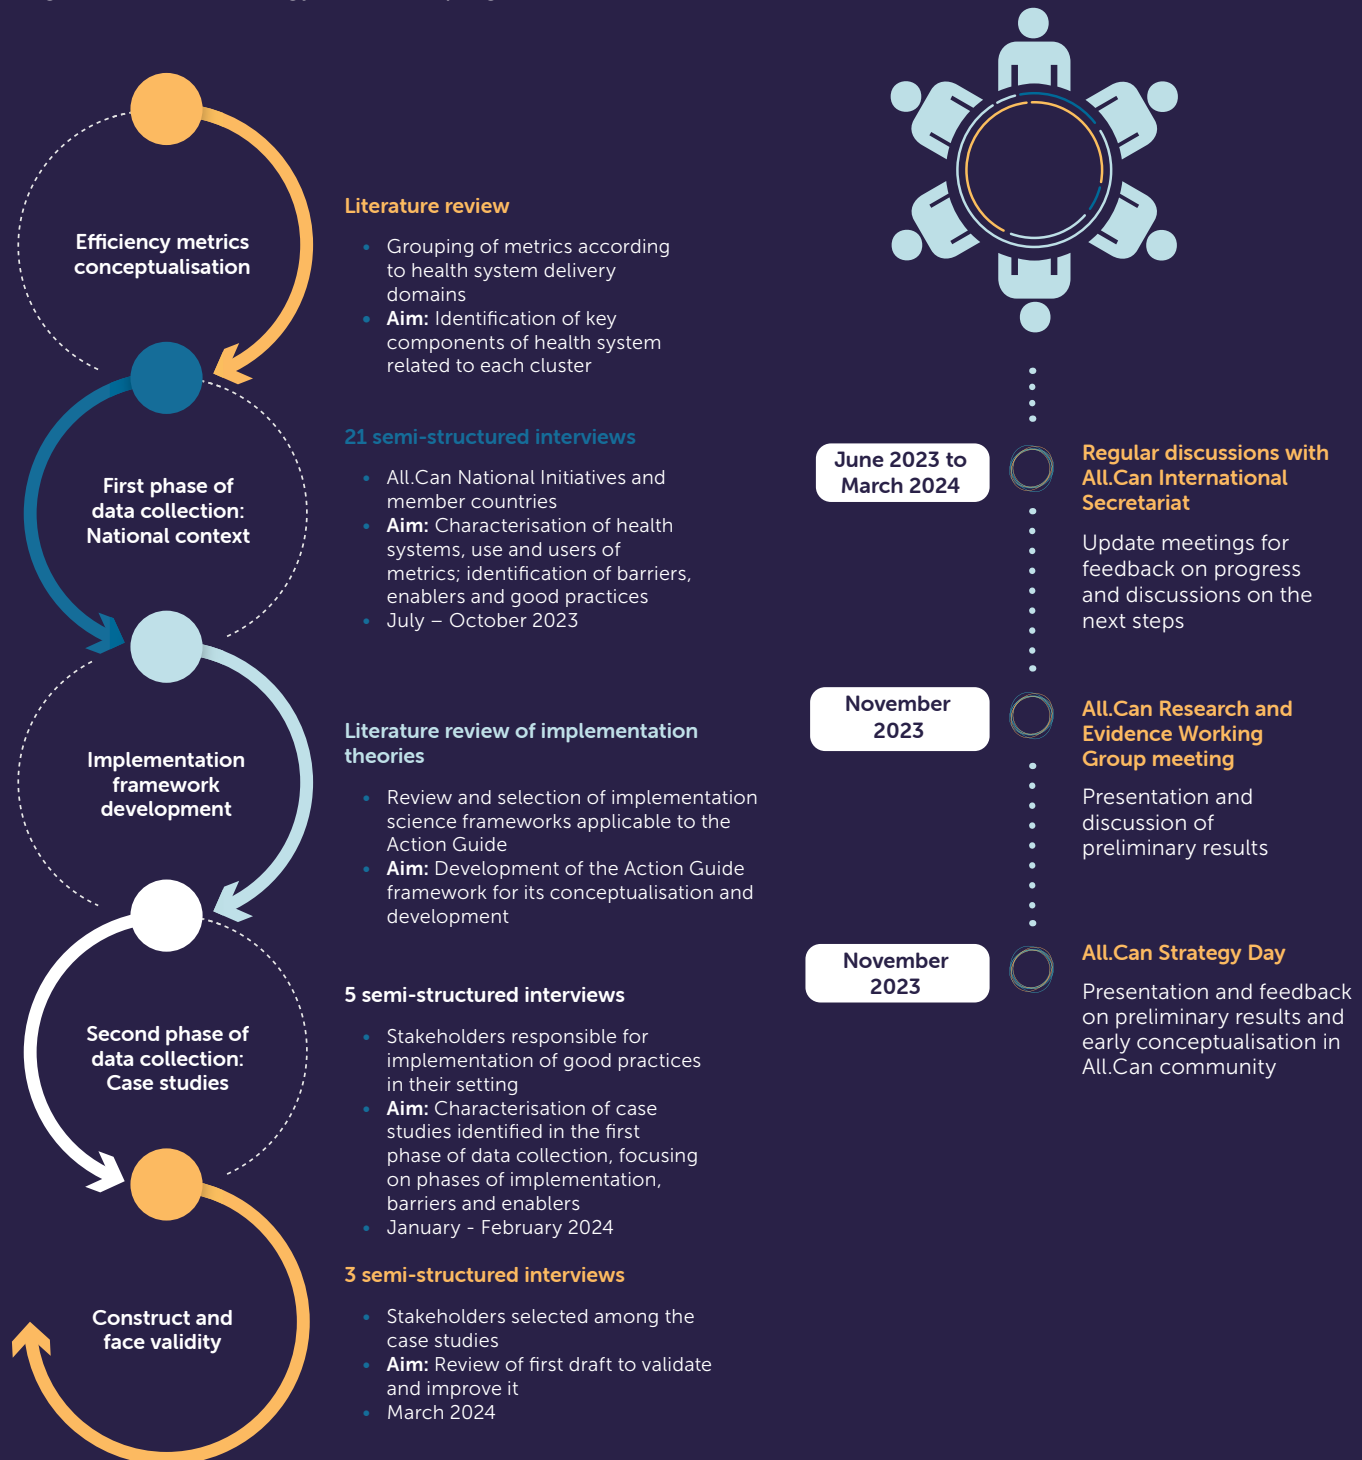 Efficiency metrics
conceptualisation
Literature review
• Grouping of metrics according
to health system delivery
domains
• Aim: Identification of key
components of health system
related to each cluster
First phase of
data collection:
National context
21 semi-structured interviews
• All.Can National Initiatives and
member countries
• Aim: Characterisation of health
systems, use and users of
metrics; identification of barriers,
enablers and good practices
• July – October 2023
Implementation
framework
development
Literature review of implementation
theories
• Review and selection of implementation
science frameworks applicable to the
Action Guide
• Aim: Development of the Action Guide
framework for its conceptualisation and
development
Second phase of
data collection:
Case studies
5 semi-structured interviews
• Stakeholders responsible for
implementation of good practices
in their setting
• Aim: Characterisation of case
studies identified in the first
phase of data collection, focusing
on phases of implementation,
barriers and enablers
• January - February 2024
Construct and
face validity
3 semi-structured interviews
• Stakeholders selected among the
case studies
• Aim: Review of first draft to validate
and improve it
• March 2024
June 2023 to
March 2024
Regular discussions with
All.Can International
Secretariat
Update meetings for
feedback on progress
and discussions on the
next steps
November
2023
All.Can Research and
Evidence Working
Group meeting
Presentation and
discussion of
preliminary results
November
2023
All.Can Strategy Day
Presentation and feedback
on preliminary results and
early conceptualisation in
All.Can community